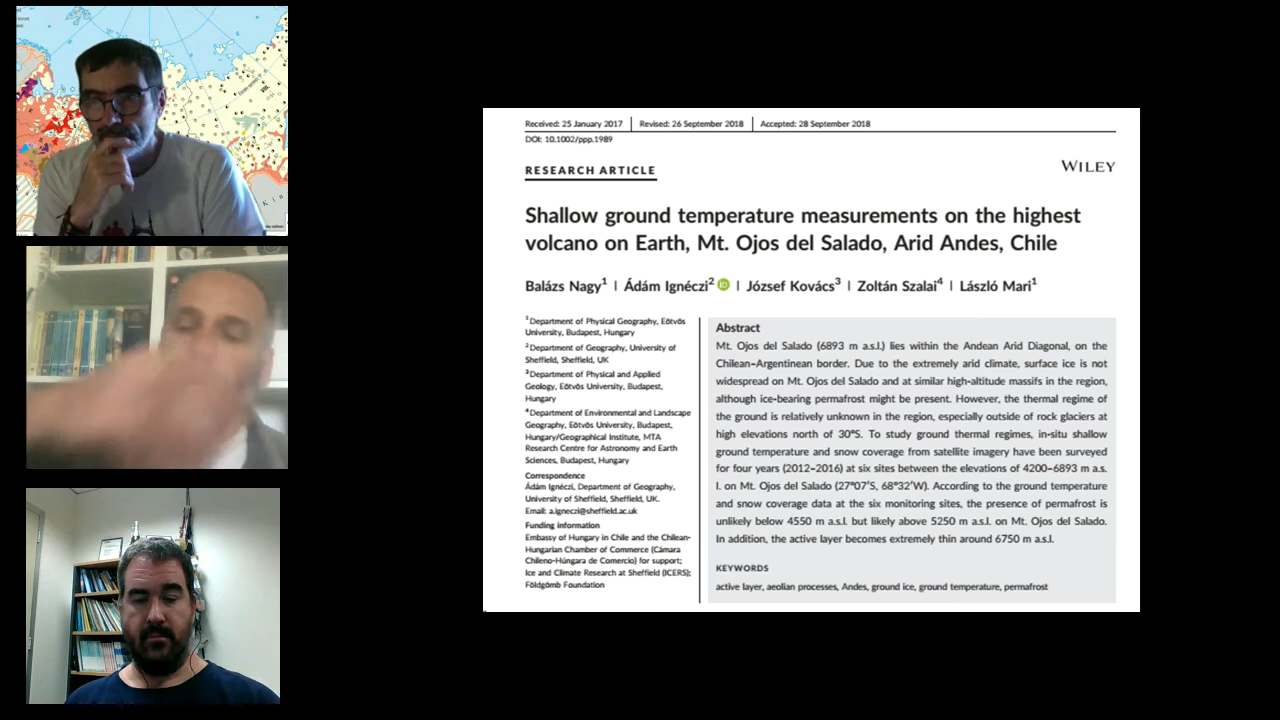 Received: 25 January 2017
Revised: 26 September 2018
Accepted: 28 September 2018
DOI: 10.1002/ppp.1989
RESEARCH ARTICLE
WILEY
Shallow ground temperature measurements on the highest
volcano on Earth, Mt. Ojos del Salado, Arid Andes, Chile
Balázs Nagy1 | Ádám Ignéczi2 iD | József Kovács3 | Zoltán Szalai4 | László Mari1
1Department of Physical Geography, Eötvös
University, Budapest, Hungary
2Department of Geography, University of
Sheffield, Sheffield, UK
3Department of Physical and Applied
Geology, Eötvös University, Budapest,
Hungary
4Department of Environmental and Landscape
Geography, Eötvös University, Budapest,
Hungary/Geographical Institute, MTA
Research Centre for Astronomy and Earth
Sciences, Budapest, Hungary
Correspondence
Ádám Ignéczi, Department of Geography,
University of Sheffield, Sheffield, UK.
Email: a.igneczi@sheffield.ac.uk
Funding information
Embassy of Hungary in Chile and the Chilean-
Hungarian Chamber of Commerce (Cámara
Chileno-Húngara de Comercio) for support;
Ice and Climate Research at Sheffield (ICERS);
Földgömb Foundation
Abstract
Mt. Ojos del Salado (6893 m a.s.l.) lies within the Andean Arid Diagonal, on the
Chilean–Argentinean border. Due to the extremely arid climate, surface ice is not
widespread on Mt. Ojos del Salado and at similar high-altitude massifs in the region,
although ice-bearing permafrost might be present. However, the thermal regime of
the ground is relatively unknown in the region, especially outside of rock glaciers at
high elevations north of 30°S. To study ground thermal regimes, in-situ shallow
ground temperature and snow coverage from satellite imagery have been surveyed
for four years (2012–2016) at six sites between the elevations of 4200–6893 m a.s.
l. on Mt. Ojos del Salado (27°07′S, 68°32′W). According to the ground temperature
and snow coverage data at the six monitoring sites, the presence of permafrost is
unlikely below 4550 m a.s.l. but likely above 5250 m a.s.l. on Mt. Ojos del Salado.
In addition, the active layer becomes extremely thin around 6750 m a.s.l.
KEYWORDS
active layer, aeolian processes, Andes, ground ice, ground temperature, permafrost